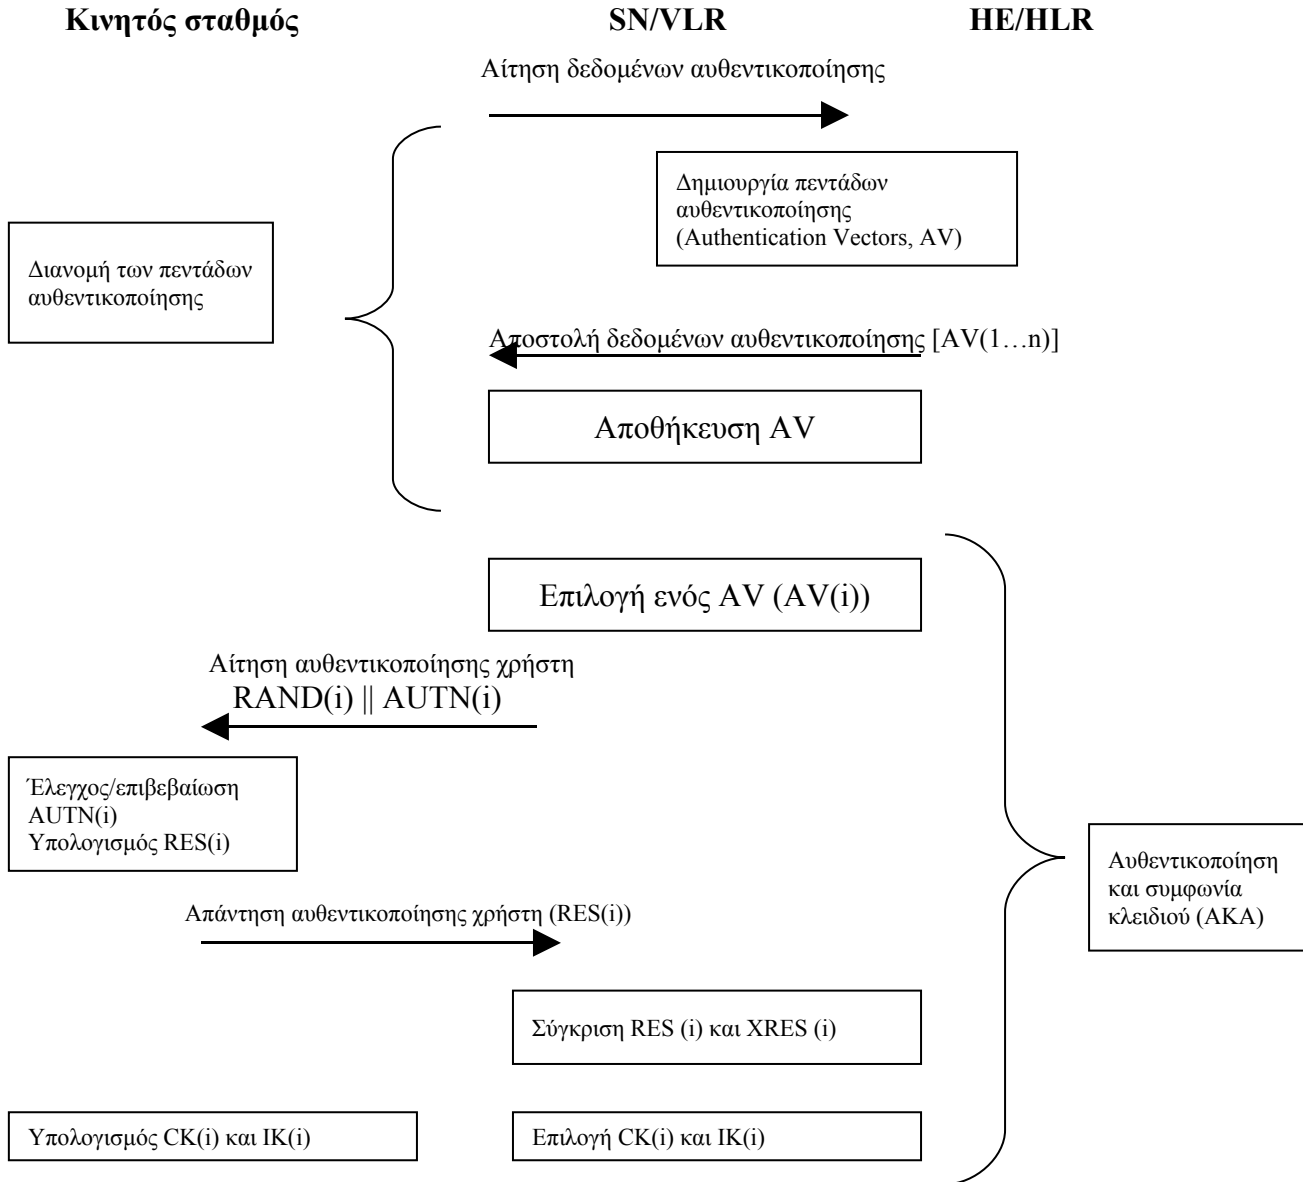 Κινητός σταθμός SN/VLR HE/HLR
Αίτηση δεδομένων αυθεντικοποίησης
Δημιουργία πεντάδων
αυθεντικοποίησης
(Authentication Vectors, AV)
Διανομή των πεντάδων
αυθεντικοποίησης
Αποστολή δεδομένων αυθεντικοποίησης [AV(1…n)]
Αποθήκευση AV
Επιλογή ενός AV (AV(i))
Αίτηση αυθεντικοποίησης χρήστη
RAND(i) || AUTN(i)
Έλεγχος/επιβεβαίωση
AUTN(i)
Υπολογισμός RES(i)
Αυθεντικοποίηση
και συμφωνία
κλειδιού (AKA)
Απάντηση αυθεντικοποίησης χρήστη (RES(i))
Σύγκριση RES (i) και XRES (i)
Υπολογισμός CK(i) και IK(i)
Επιλογή CK(i) και IK(i)